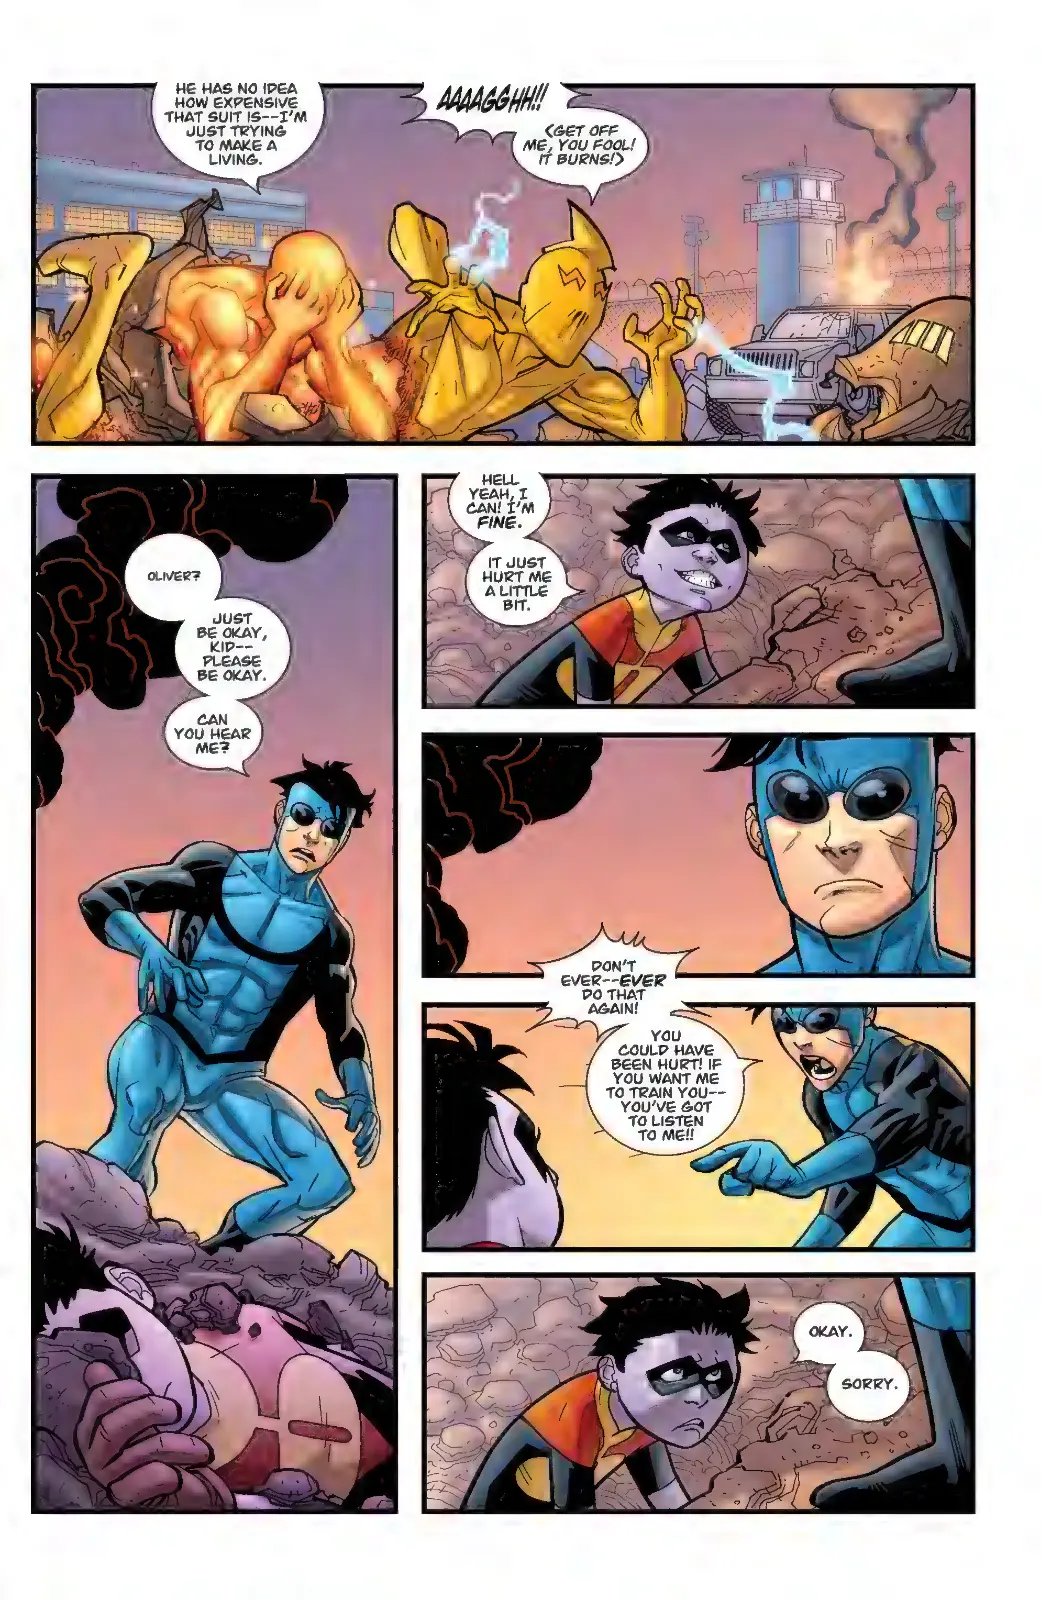 HE HAS NO IDEA
HOW EXPENSIVE
THAT SUIT IS--I'M
JUST TRYING
TO MAKE A
LIVING.
AAAAGGHH!!
<GET OFF
ME, YOU FOOL!
IT BURNS!>
OLIVER?
JUST
BE OKAY,
KID--
PLEASE
BE OKAY.
CAN
YOU HEAR
ME?
HELL
YEAH, I
CAN! I'M
FINE.
IT JUST
HURT ME
A LITTLE
BIT.
DON'T
EVER--EVER
DO THAT
AGAIN!
YOU
COULD HAVE
BEEN HURT! IF
YOU WANT ME
TO TRAIN YOU--
YOU'VE GOT
TO LISTEN
TO ME!!
OKAY.
SORRY.